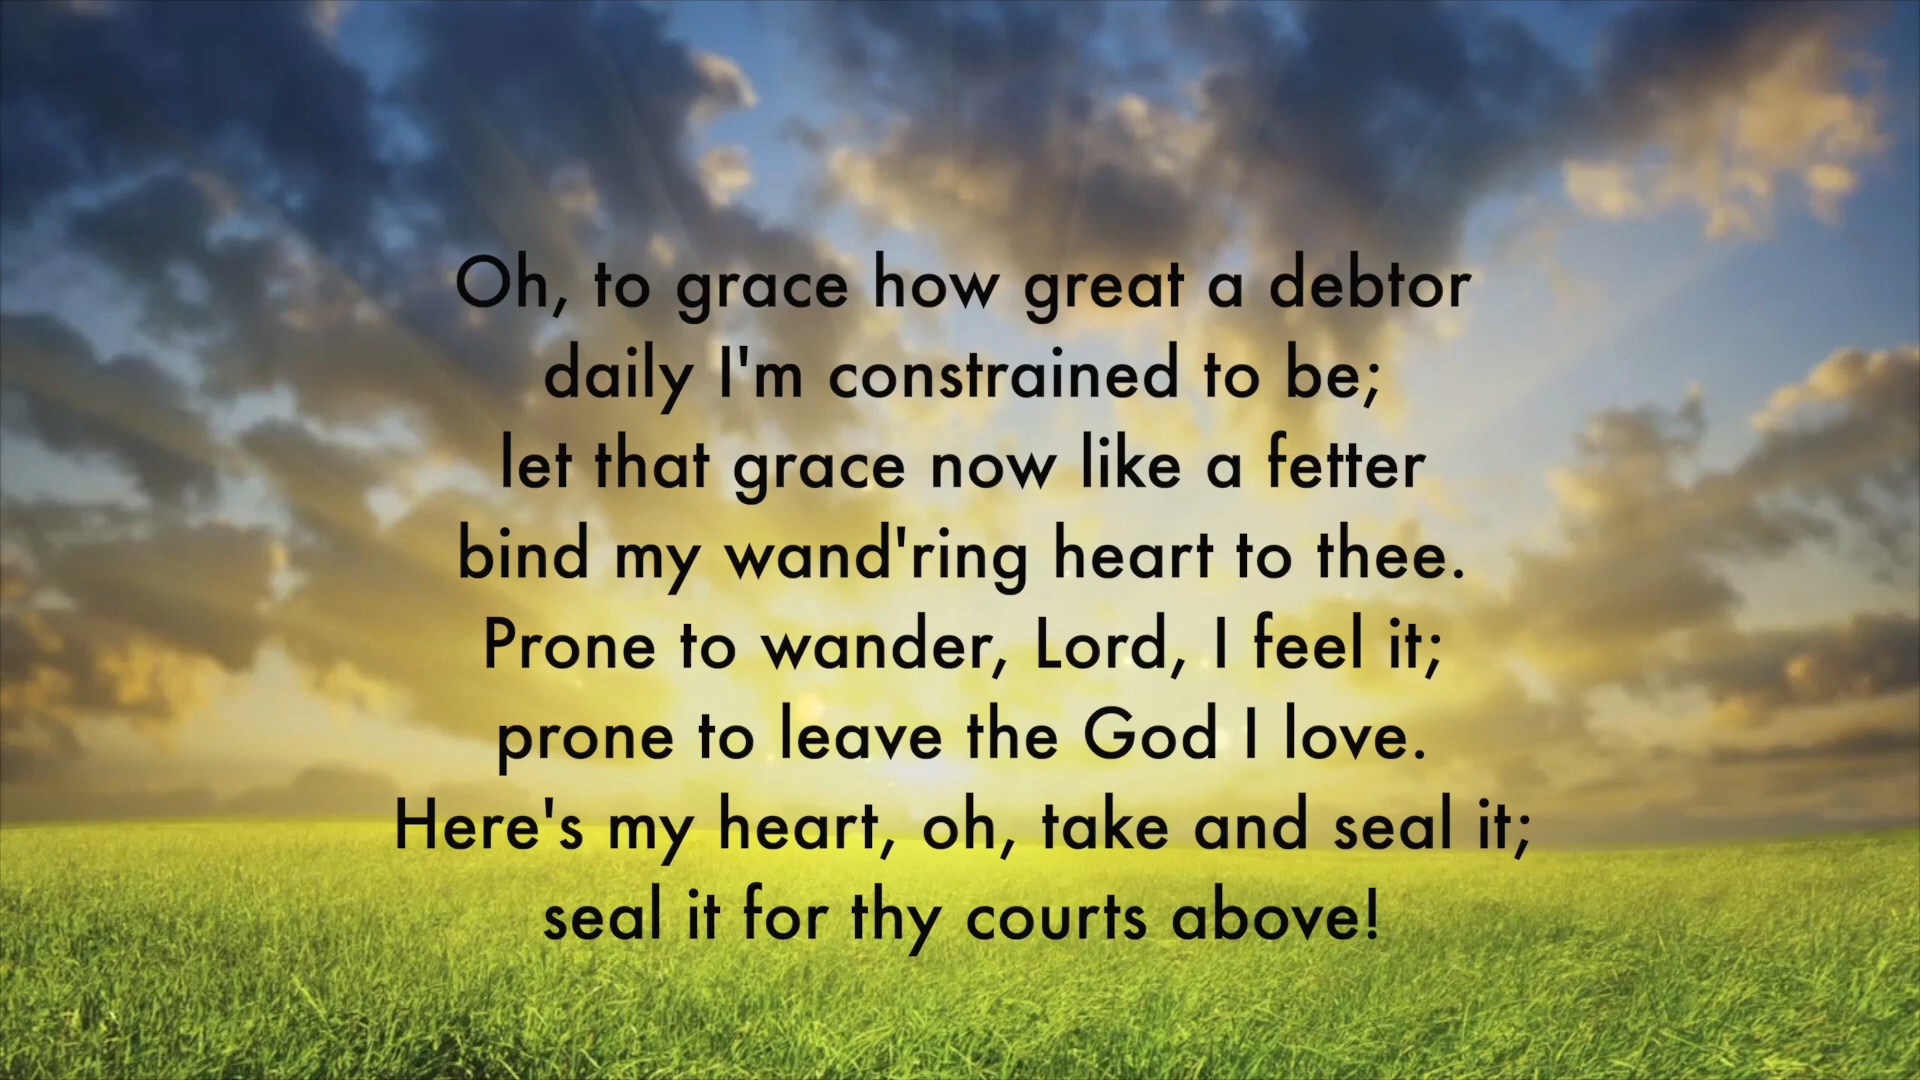 Oh, to grace how great a debtor
daily I'm constrained to be;
let that grace now like a fetter
bind my wand'ring heart to thee.
Prone to wander, Lord, I feel it;
prone to leave the God I love.
Here's my heart, oh, take and seal it;
seal it for thy courts above!